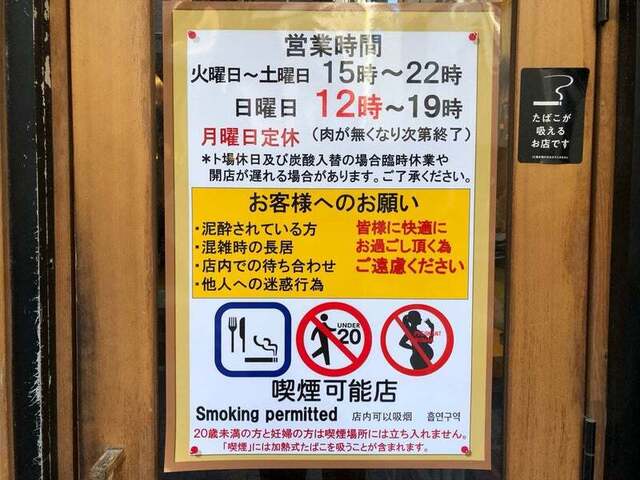 営業時間
火曜日～土曜日 15時～22時
日曜日 12時～19時
月曜日定休 (肉が無くなり次第終了)
*ト場休日及び炭酸入替の場合臨時休業や
開店が遅れる場合があります。ご了承ください。
お客様へのお願い
・泥酔されている方
・混雑時の長居
・店内での待ち合わせ
・他人への迷惑行為
皆様に快適に
お過ごし頂く為
ご遠慮ください
UNDER
20
喫煙可能店
Smoking permitted 店内可以吸烟 흡연구역
20歳未満の方と妊婦の方は喫煙場所には立ち入れません。
「喫煙」には加熱式たばこを吸うことが含まれます。
たばこが
吸える
お店です